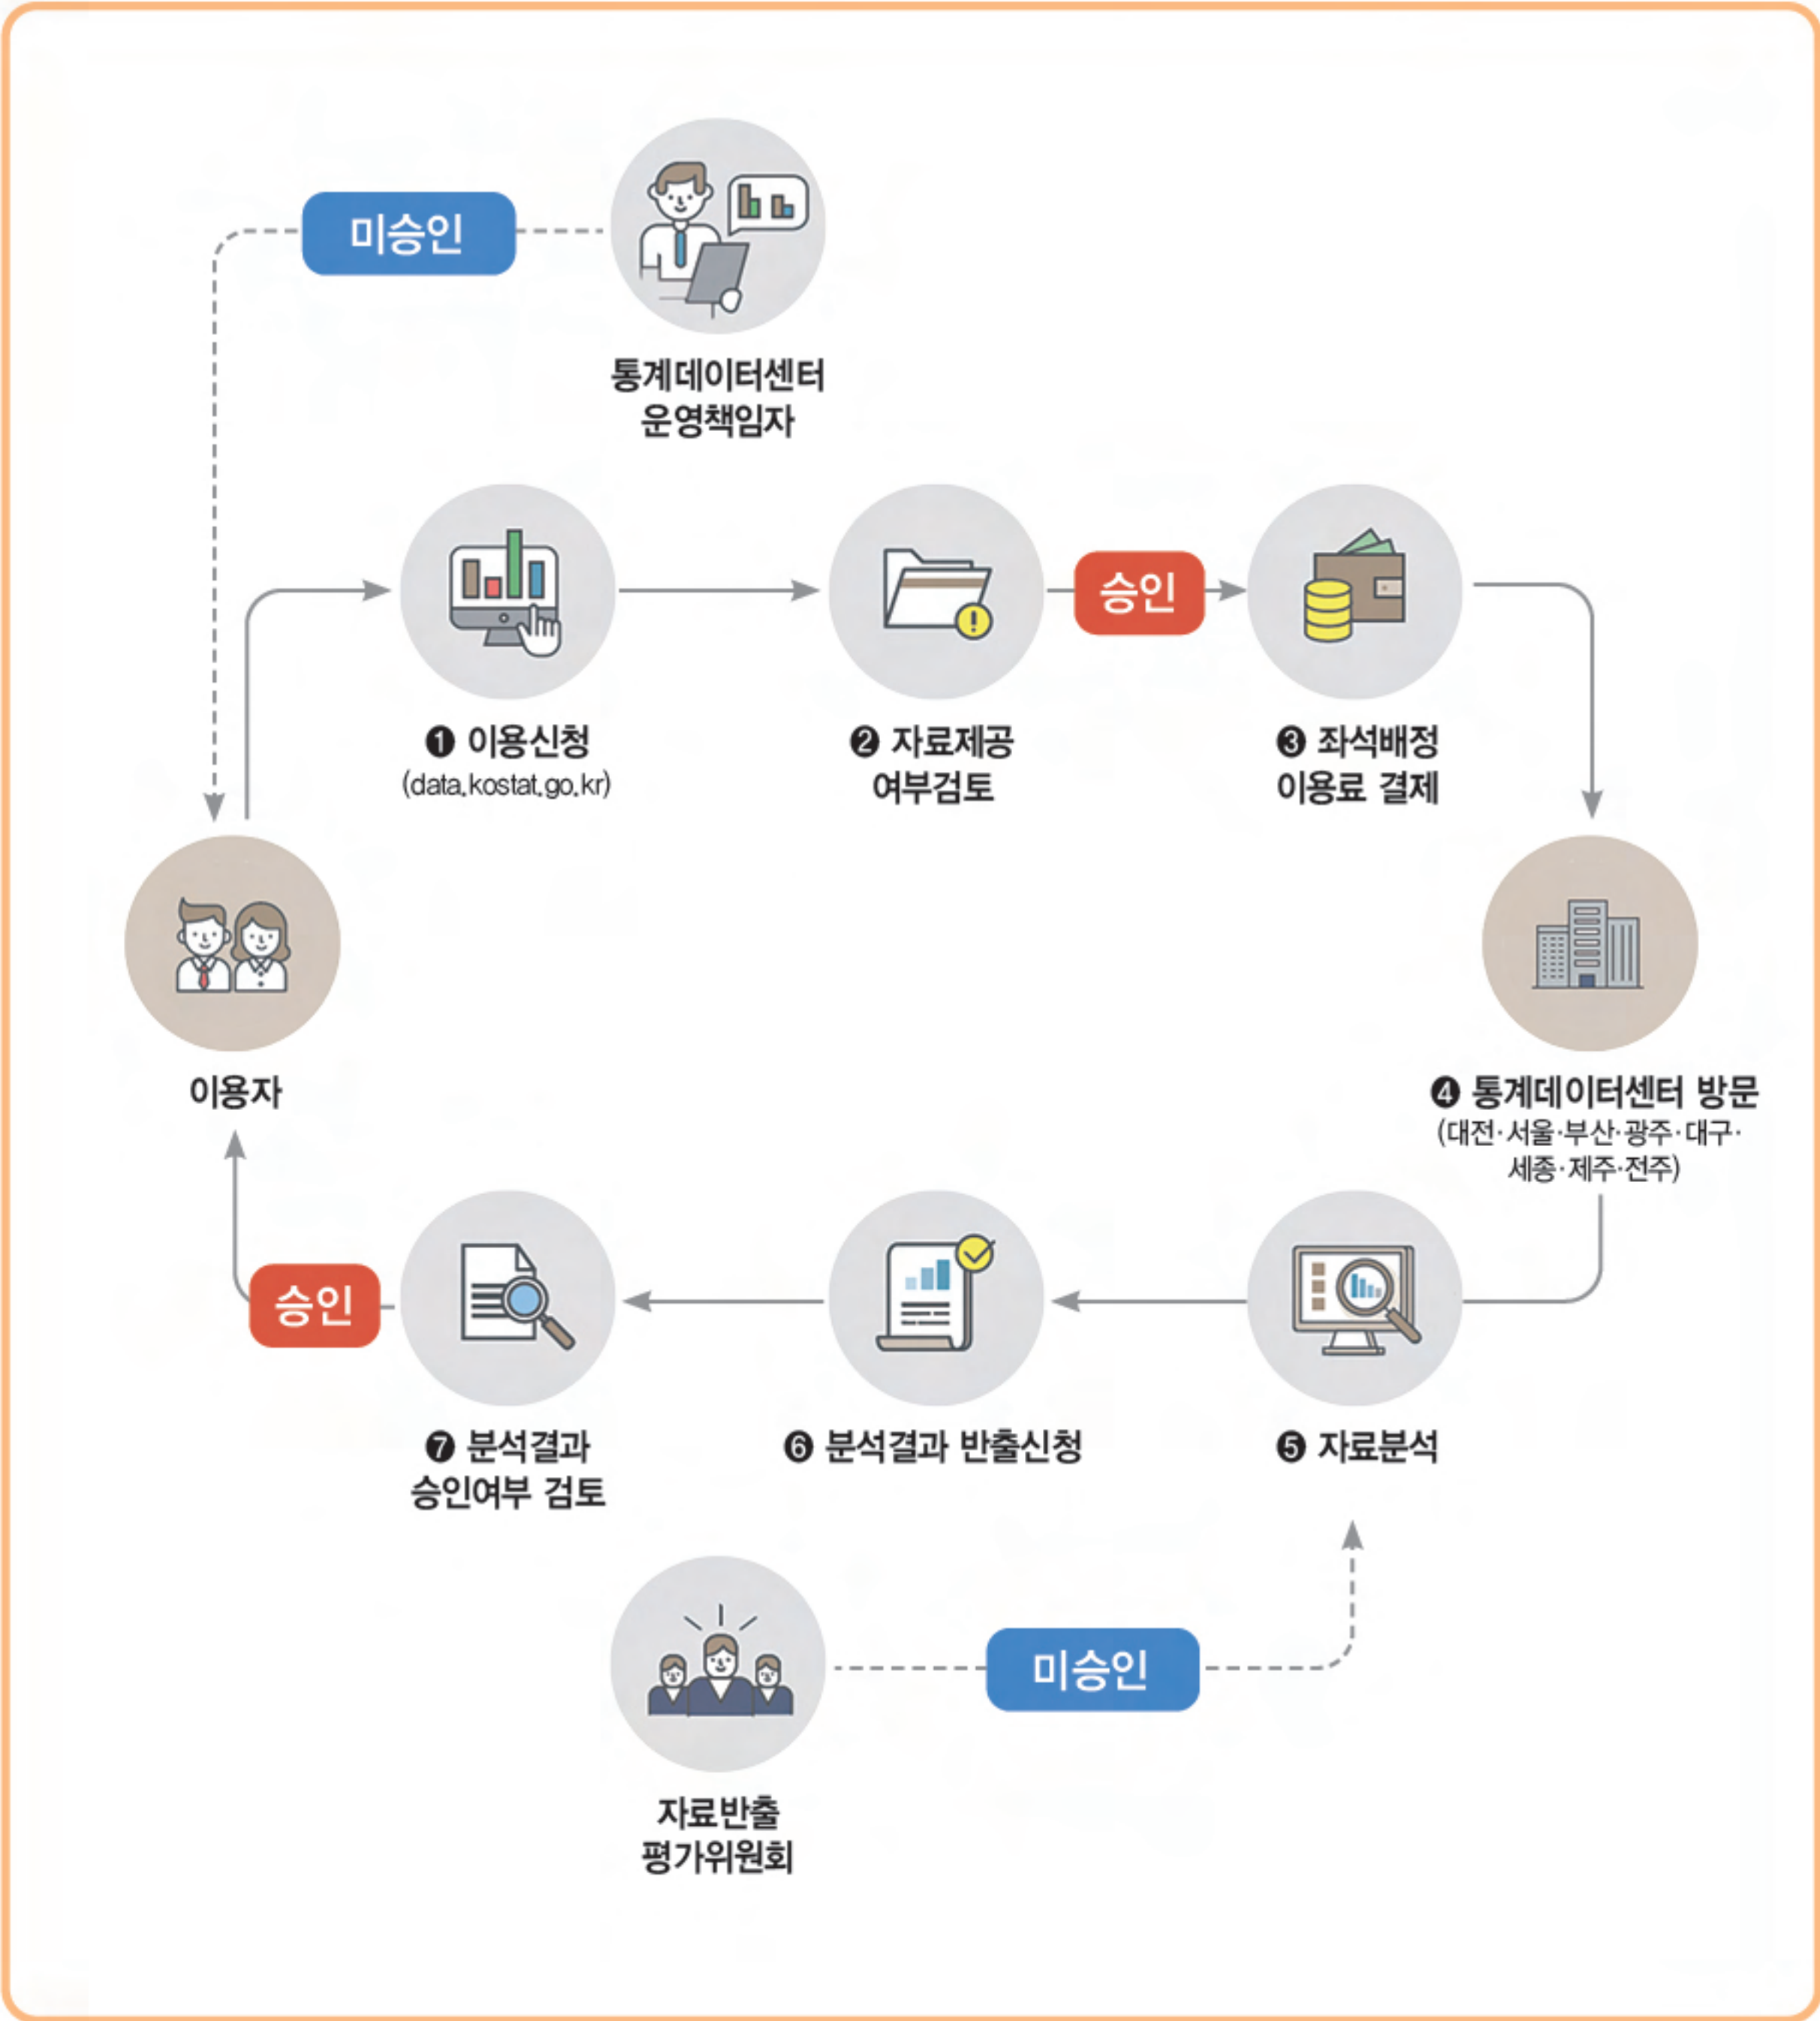 미승인
통계데이터센터
운영책임자
승인
❶ 이용신청
(data.kostat.go.kr)
❷ 자료제공
여부검토
❸ 좌석배정
이용료 결제
이용자
❹ 통계데이터센터 방문
(대전·서울·부산·광주·대구·
세종·제주·전주)
승인
❼ 분석결과
승인여부 검토
❻ 분석결과 반출신청
❺ 자료분석
미승인
자료반출
평가위원회